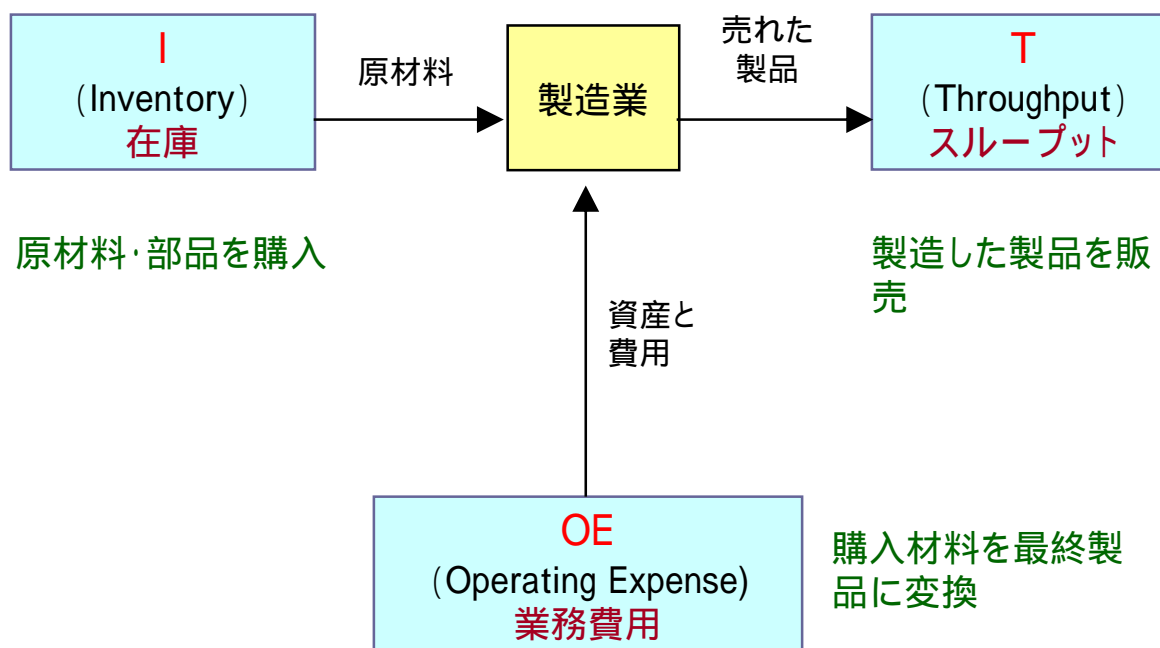 I
(Inventory)
在庫
原材料
製造業
売れた
製品
T
(Throughput)
スループット
原材料・部品を購入
製造した製品を販
売
資産と
費用
OE
(Operating Expense)
業務費用
購入材料を最終製
品に変換